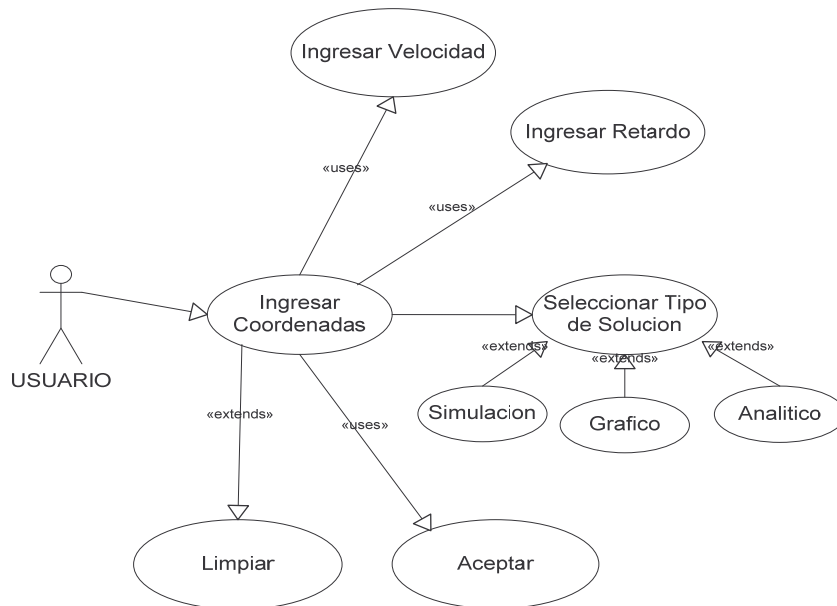 Ingresar Velocidad
Ingresar Retardo
«uses»
«uses»
Ingresar
Coordenadas
Seleccionar Tipo
de Solucion
USUARIO
«extends»
«extends»
«extends»
Simulacion
Grafico
Analitico
«extends»
«uses»
Limpiar
Aceptar